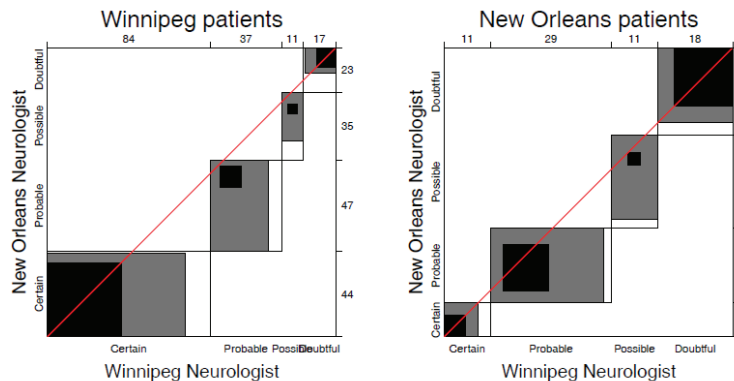 Winnipeg patients
84 37 11 17
New Orleans Neurologist
Doubtful
Possible
Probable
Certain
23
35
47
44
Certain Probable Possible Doubtful
Winnipeg Neurologist
New Orleans patients
11 29 11 18
New Orleans Neurologist
Doubtful
Possible
Probable
Certain
Certain Probable Possible Doubtful
Winnipeg Neurologist